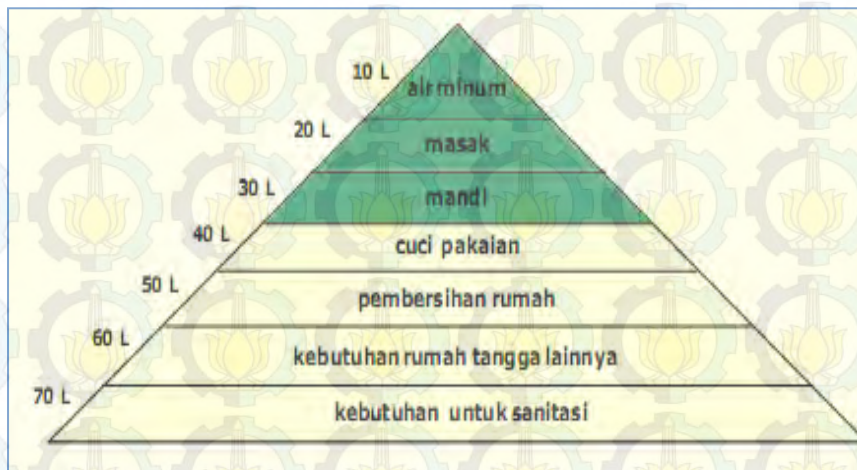 10 L
air minum
20 L
masak
30 L
mandi
40 L
cuci pakaian
50 L
pembersihan rumah
60 L
kebutuhan rumah tangga lainnya
70 L
kebutuhan untuk sanitasi